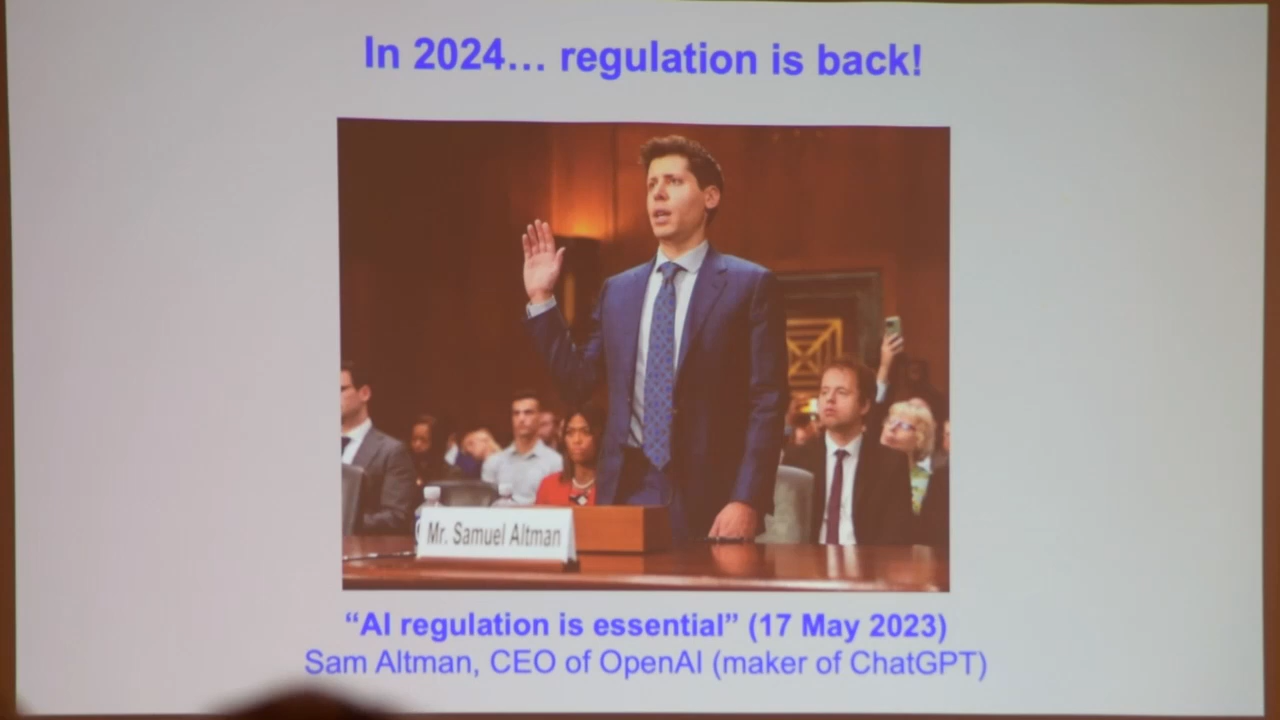 In 2024… regulation is back!
Mr. Samuel Altman
“AI regulation is essential” (17 May 2023)
Sam Altman, CEO of OpenAI (maker of ChatGPT)